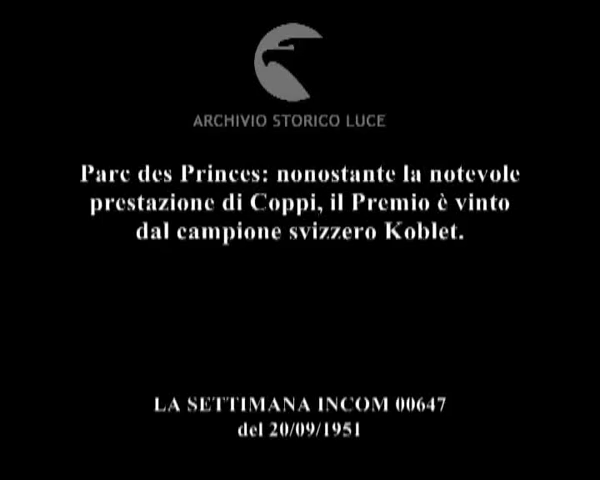 ARCHIVIO STORICO LUCE
Parc des Princes: nonostante la notevole
prestazione di Coppi, il Premio è vinto
dal campione svizzero Koblet.
LA SETTIMANA INCOM 00647
del 20/09/1951